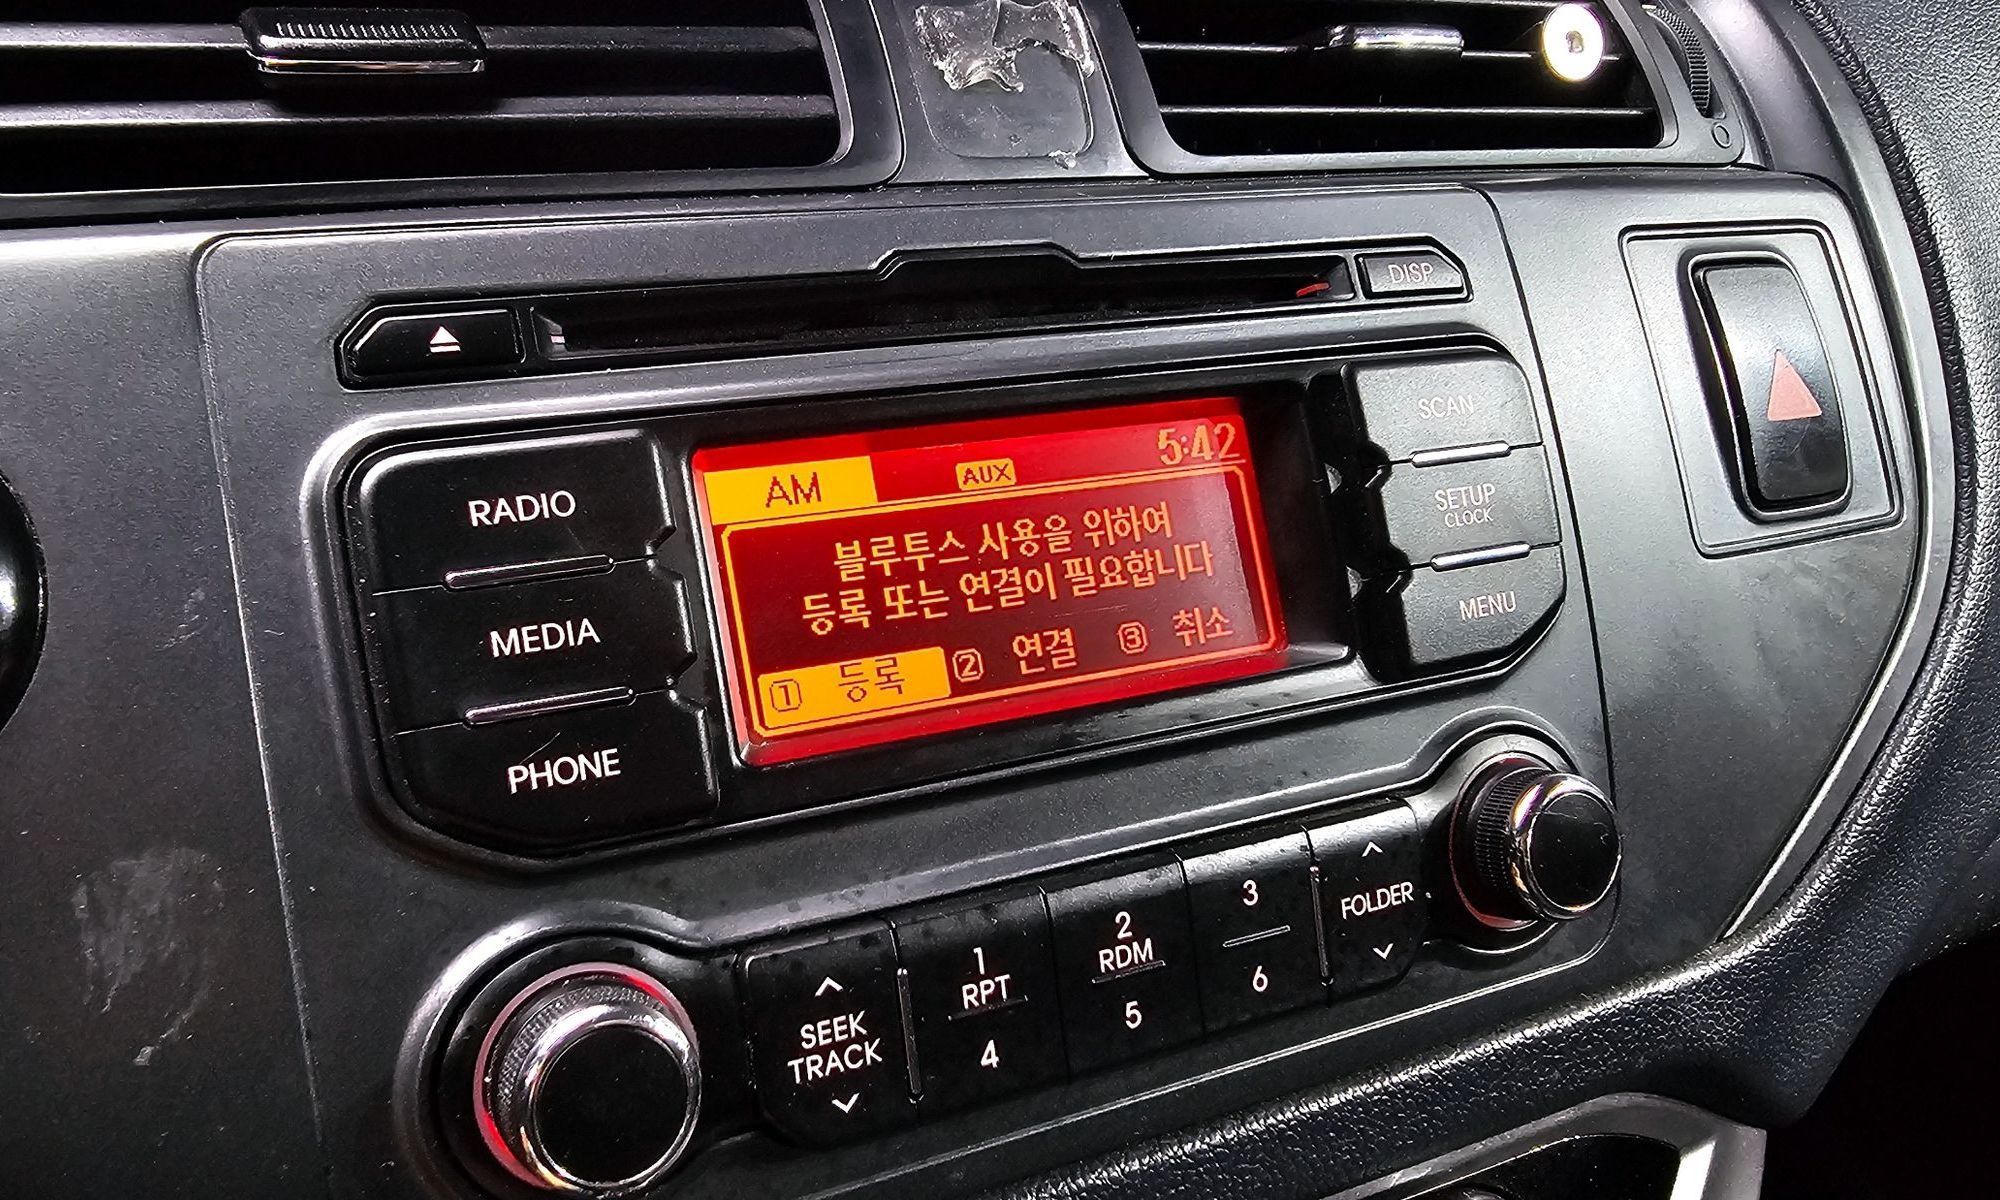 DISP
AM AUX 5:42
블루투스 사용을 위하여
등록 또는 연결이 필요합니다
1 등록 2 연결 3 취소
RADIO
MEDIA
PHONE
SCAN
SETUP
CLOCK
MENU
SEEK
TRACK
1
RPT
4
2
RDM
5
3
6
FOLDER